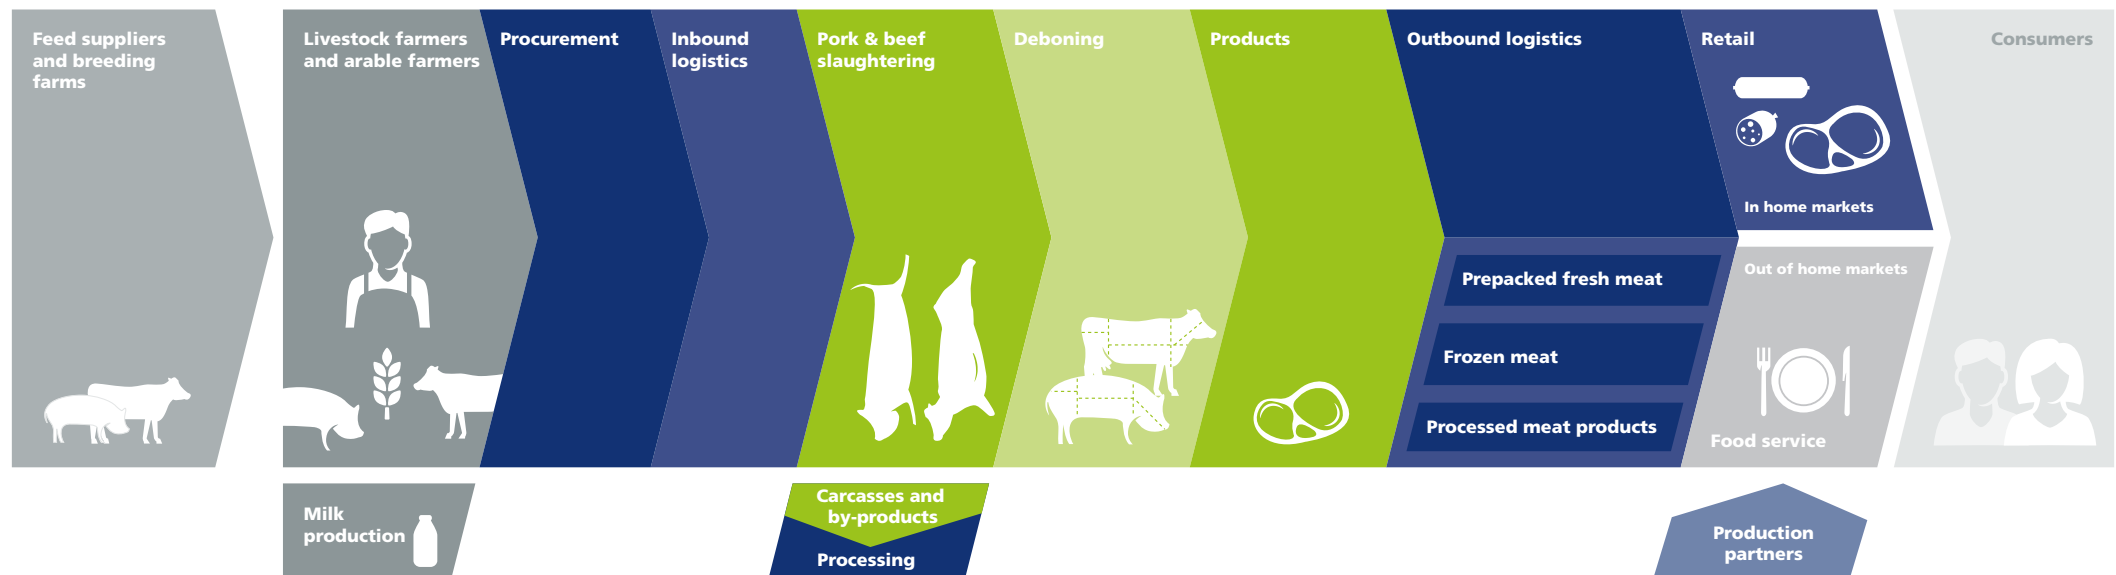 Feed suppliers
and breeding
farms
Livestock farmers
and arable farmers
Procurement
Inbound
logistics
Pork & beef
slaughtering
Deboning
Products
Outbound logistics
Retail
In home markets
Consumers
Out of home markets
Food service
Prepacked fresh meat
Frozen meat
Processed meat products
Milk
production
Carcasses and
by-products
Processing
Production
partners